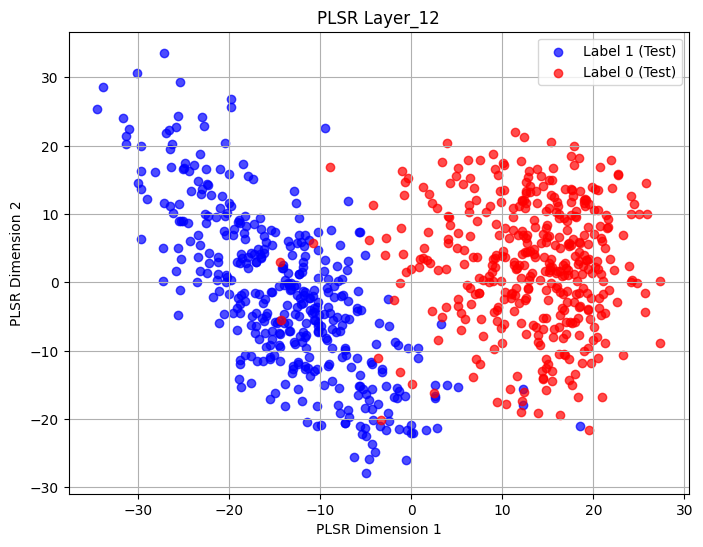 PLSR Layer_12
Label 1 (Test)
Label 0 (Test)
PLSR Dimension 2
30
20
10
0
−10
−20
−30
−30
−20
−10
0
10
20
30
PLSR Dimension 1